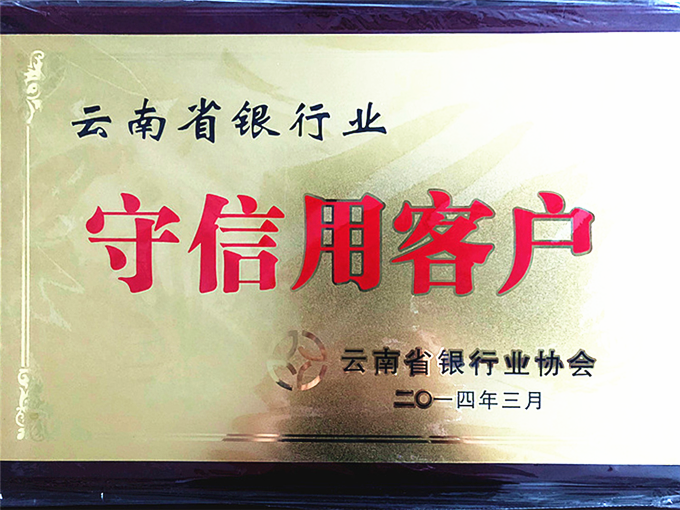 云南省银行业
守信用客户
云南省银行业协会
二〇一四年三月